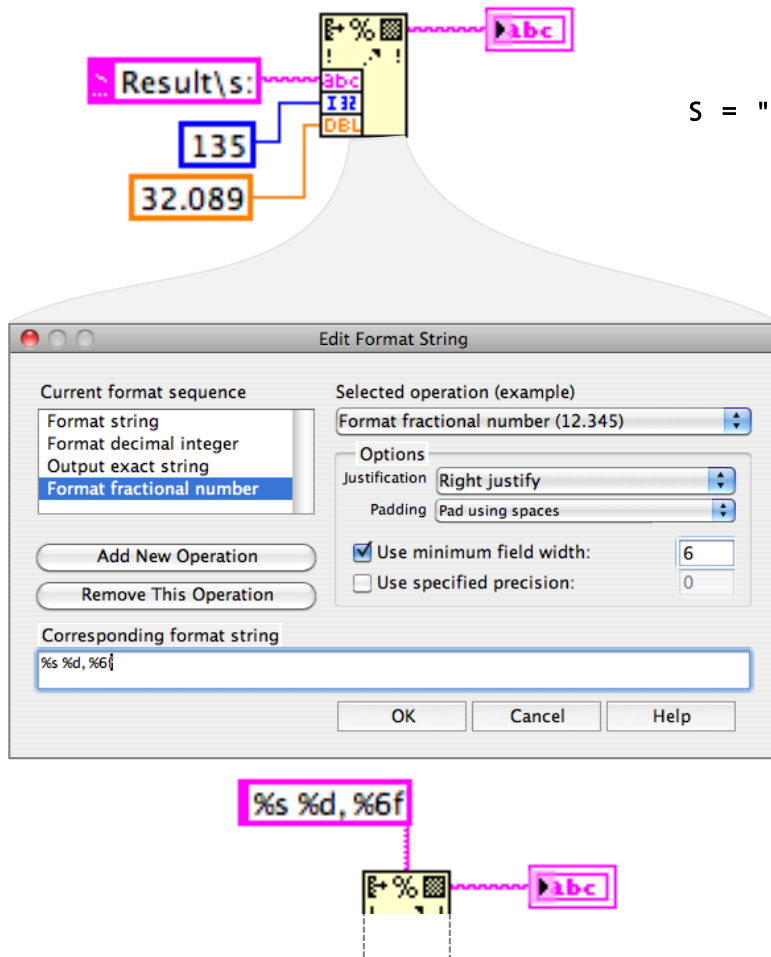 abc
Result\s:
abc
I32
DBL
S = "
135
32.089
Edit Format String
Current format sequence
Selected operation (example)
Format string
Format decimal integer
Output exact string
Format fractional number
Format fractional number (12.345)
Options
Justification Right justify
Padding Pad using spaces
Add New Operation
Use minimum field width: 6
Remove This Operation
Use specified precision: 0
Corresponding format string
%s %d, %6f
OK Cancel Help
%s %d, %6f
%
abc